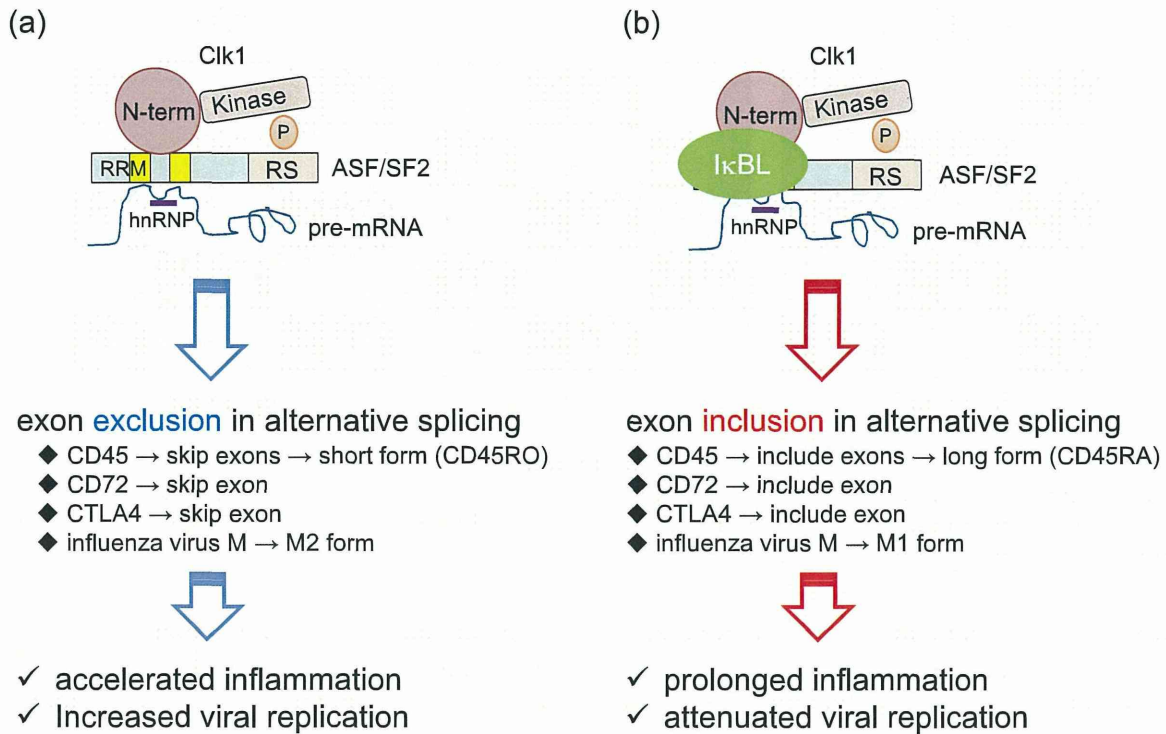 (a)
Clk1
N-term
Kinase
P
RRM
RS
ASF/SF2
hnRNP
pre-mRNA
exon exclusion in alternative splicing
◆ CD45 → skip exons → short form (CD45RO)
◆ CD72 → skip exon
◆ CTLA4 → skip exon
◆ influenza virus M → M2 form
✓ accelerated inflammation
✓ Increased viral replication
(b)
Clk1
N-term
Kinase
P
IκBL
RS
ASF/SF2
hnRNP
pre-mRNA
exon inclusion in alternative splicing
◆ CD45 → include exons → long form (CD45RA)
◆ CD72 → include exon
◆ CTLA4 → include exon
◆ influenza virus M → M1 form
✓ prolonged inflammation
✓ attenuated viral replication